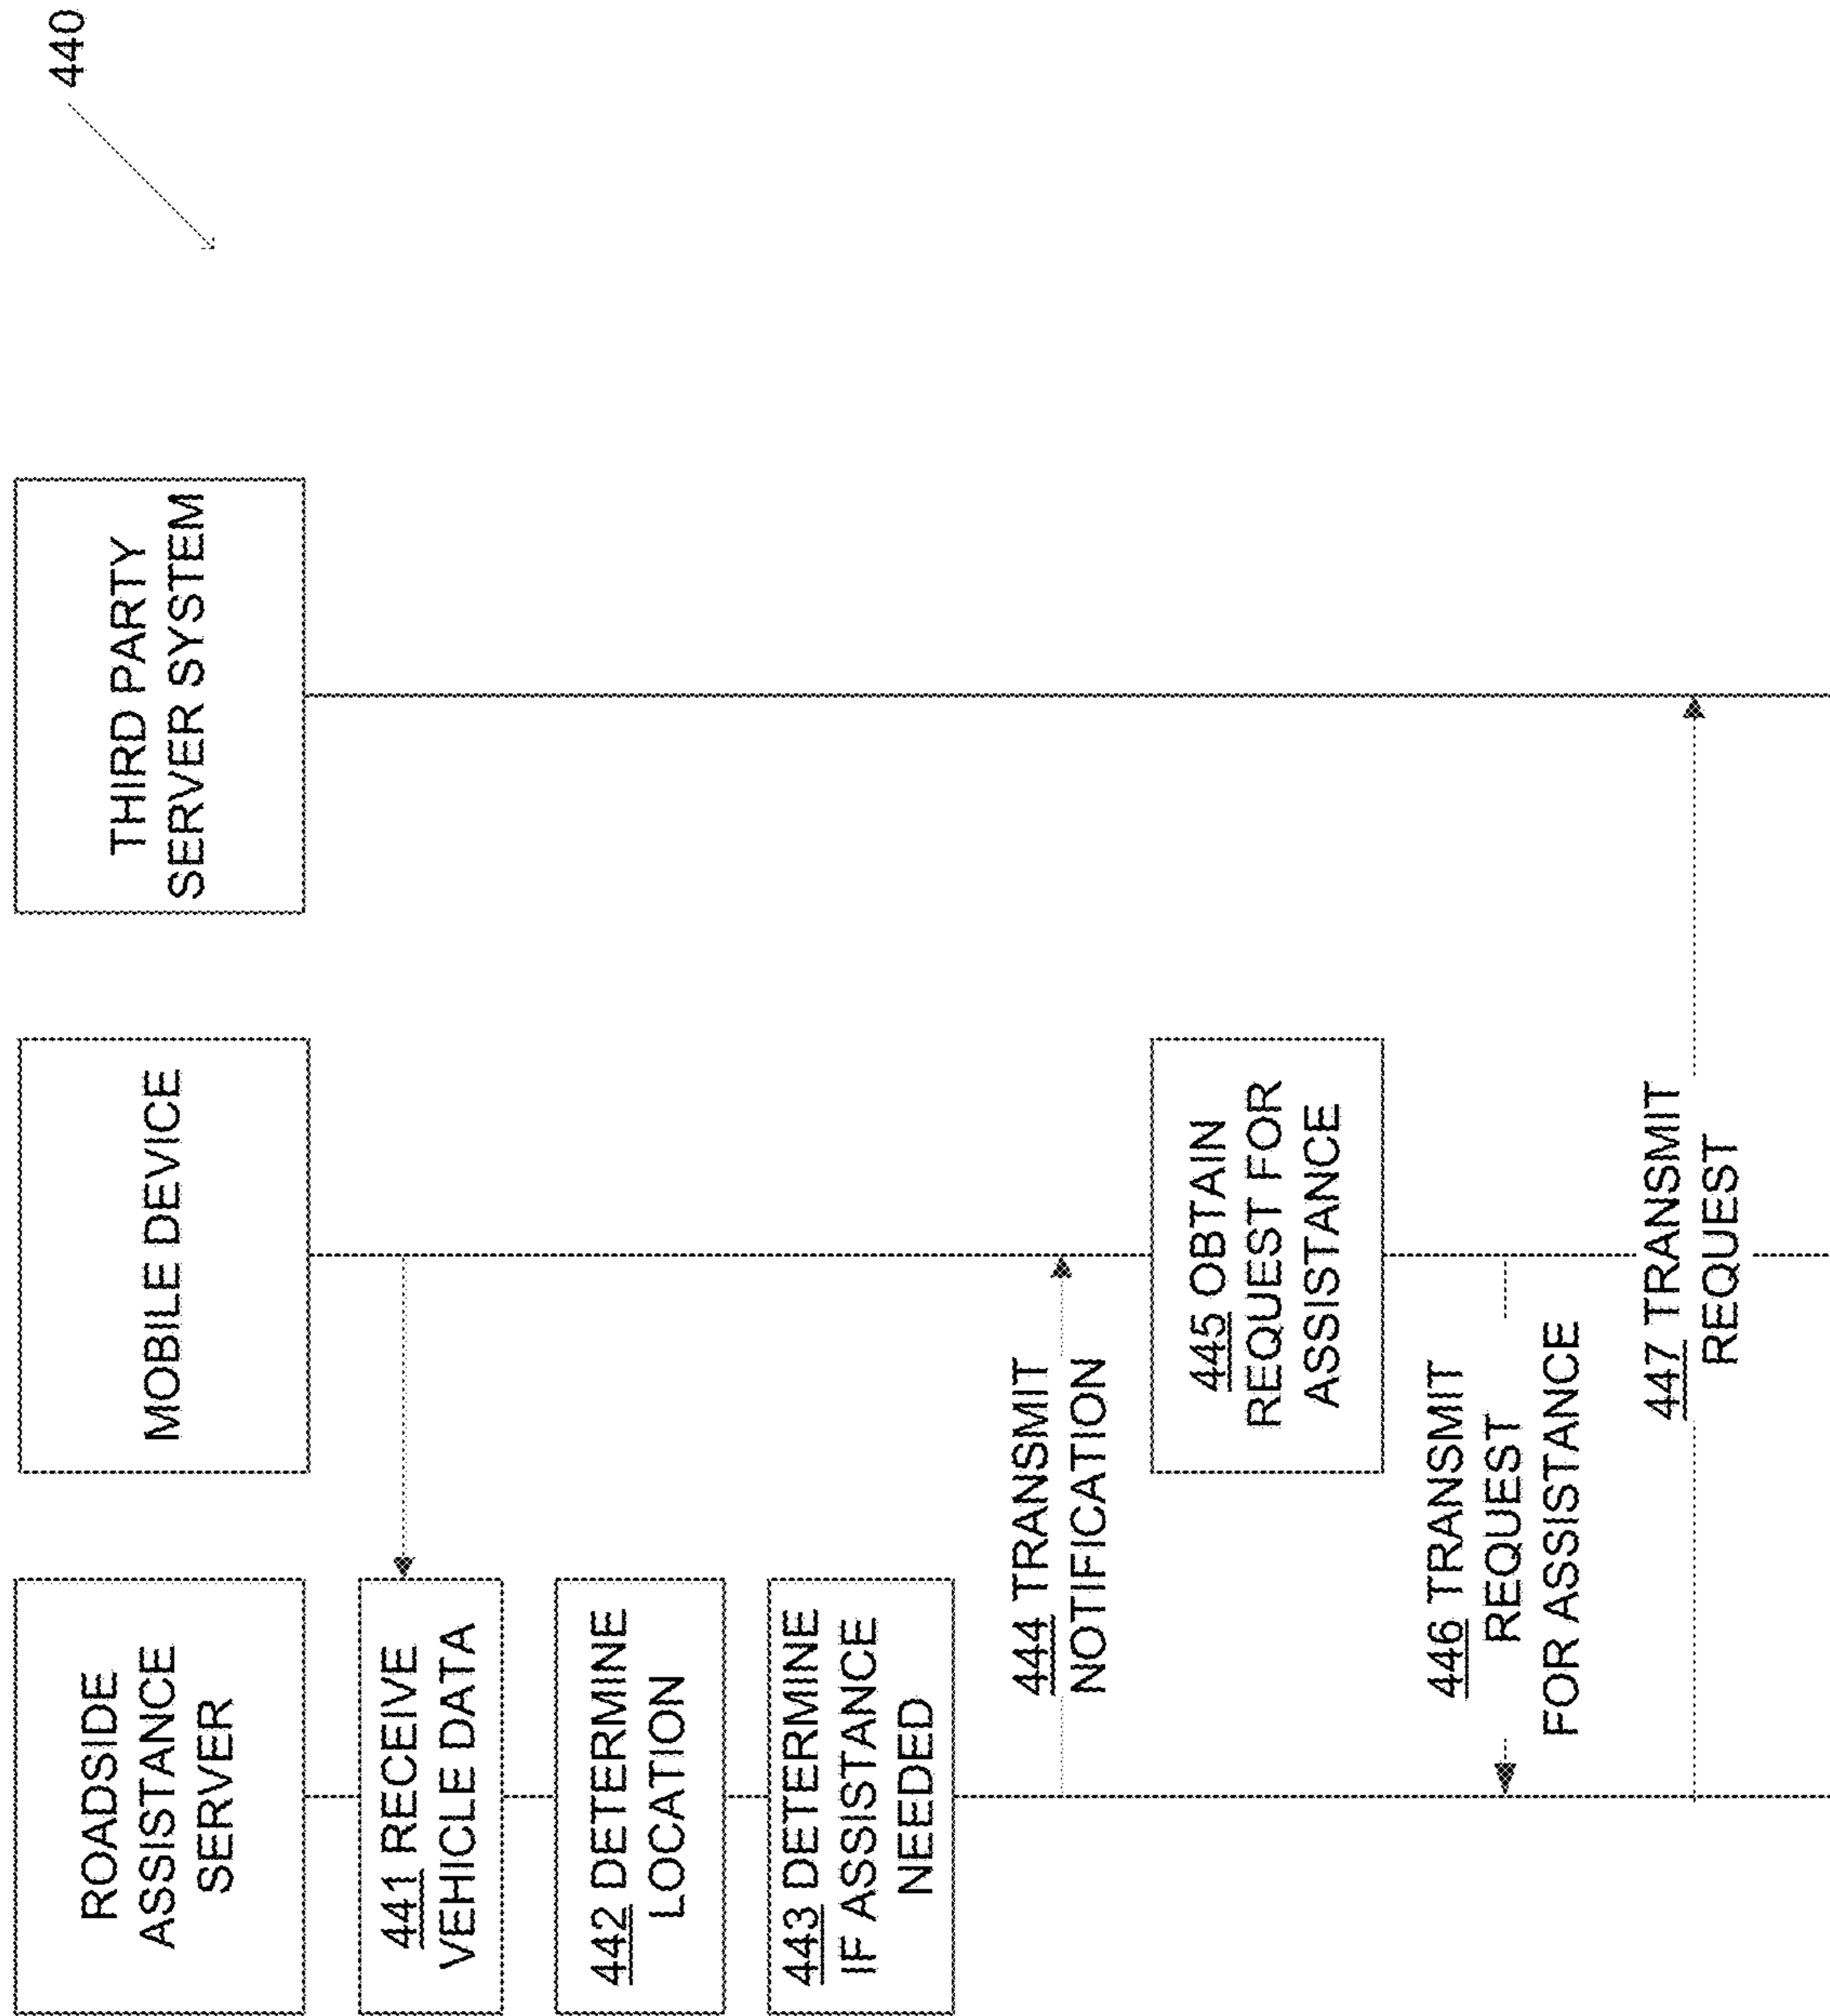 440
ROADSIDE
ASSISTANCE
SERVER
MOBILE DEVICE
THIRD PARTY
SERVER SYSTEM
441 RECEIVE
VEHICLE DATA
442 DETERMINE
LOCATION
443 DETERMINE
IF ASSISTANCE
NEEDED
444 TRANSMIT
NOTIFICATION
445 OBTAIN
REQUEST FOR
ASSISTANCE
446 TRANSMIT
REQUEST
FOR ASSISTANCE
447 TRANSMIT
REQUEST